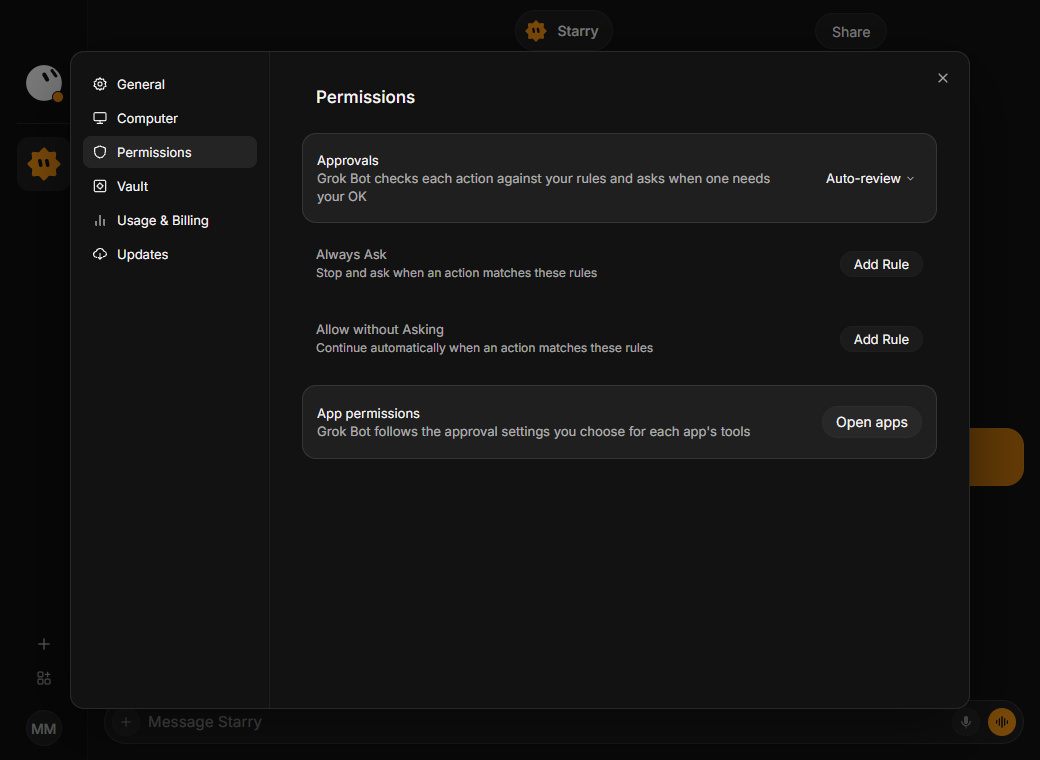 Starry
Share
General
Computer
Permissions
Vault
Usage & Billing
Updates
Permissions
Approvals
Grok Bot checks each action against your rules and asks when one needs
your OK
Auto-review
Always Ask
Stop and ask when an action matches these rules
Add Rule
Allow without Asking
Continue automatically when an action matches these rules
Add Rule
App permissions
Grok Bot follows the approval settings you choose for each app's tools
Open apps
MM
Message Starry